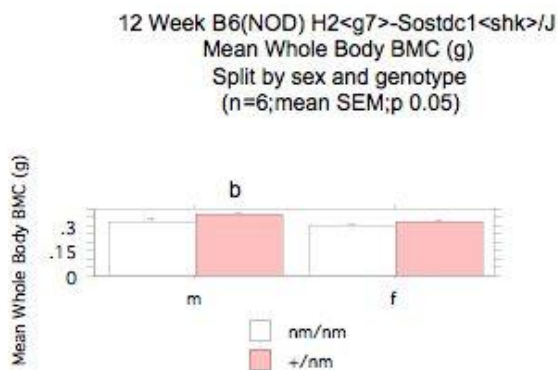 12 Week B6(NOD) H2<g7>-Sostdc1<shk>/J
Mean Whole Body BMC (g)
Split by sex and genotype
(n=6;mean SEM;p 0.05)
Mean Whole Body BMC (g)
b
.3
.15
0
m f
nm/nm
+/nm